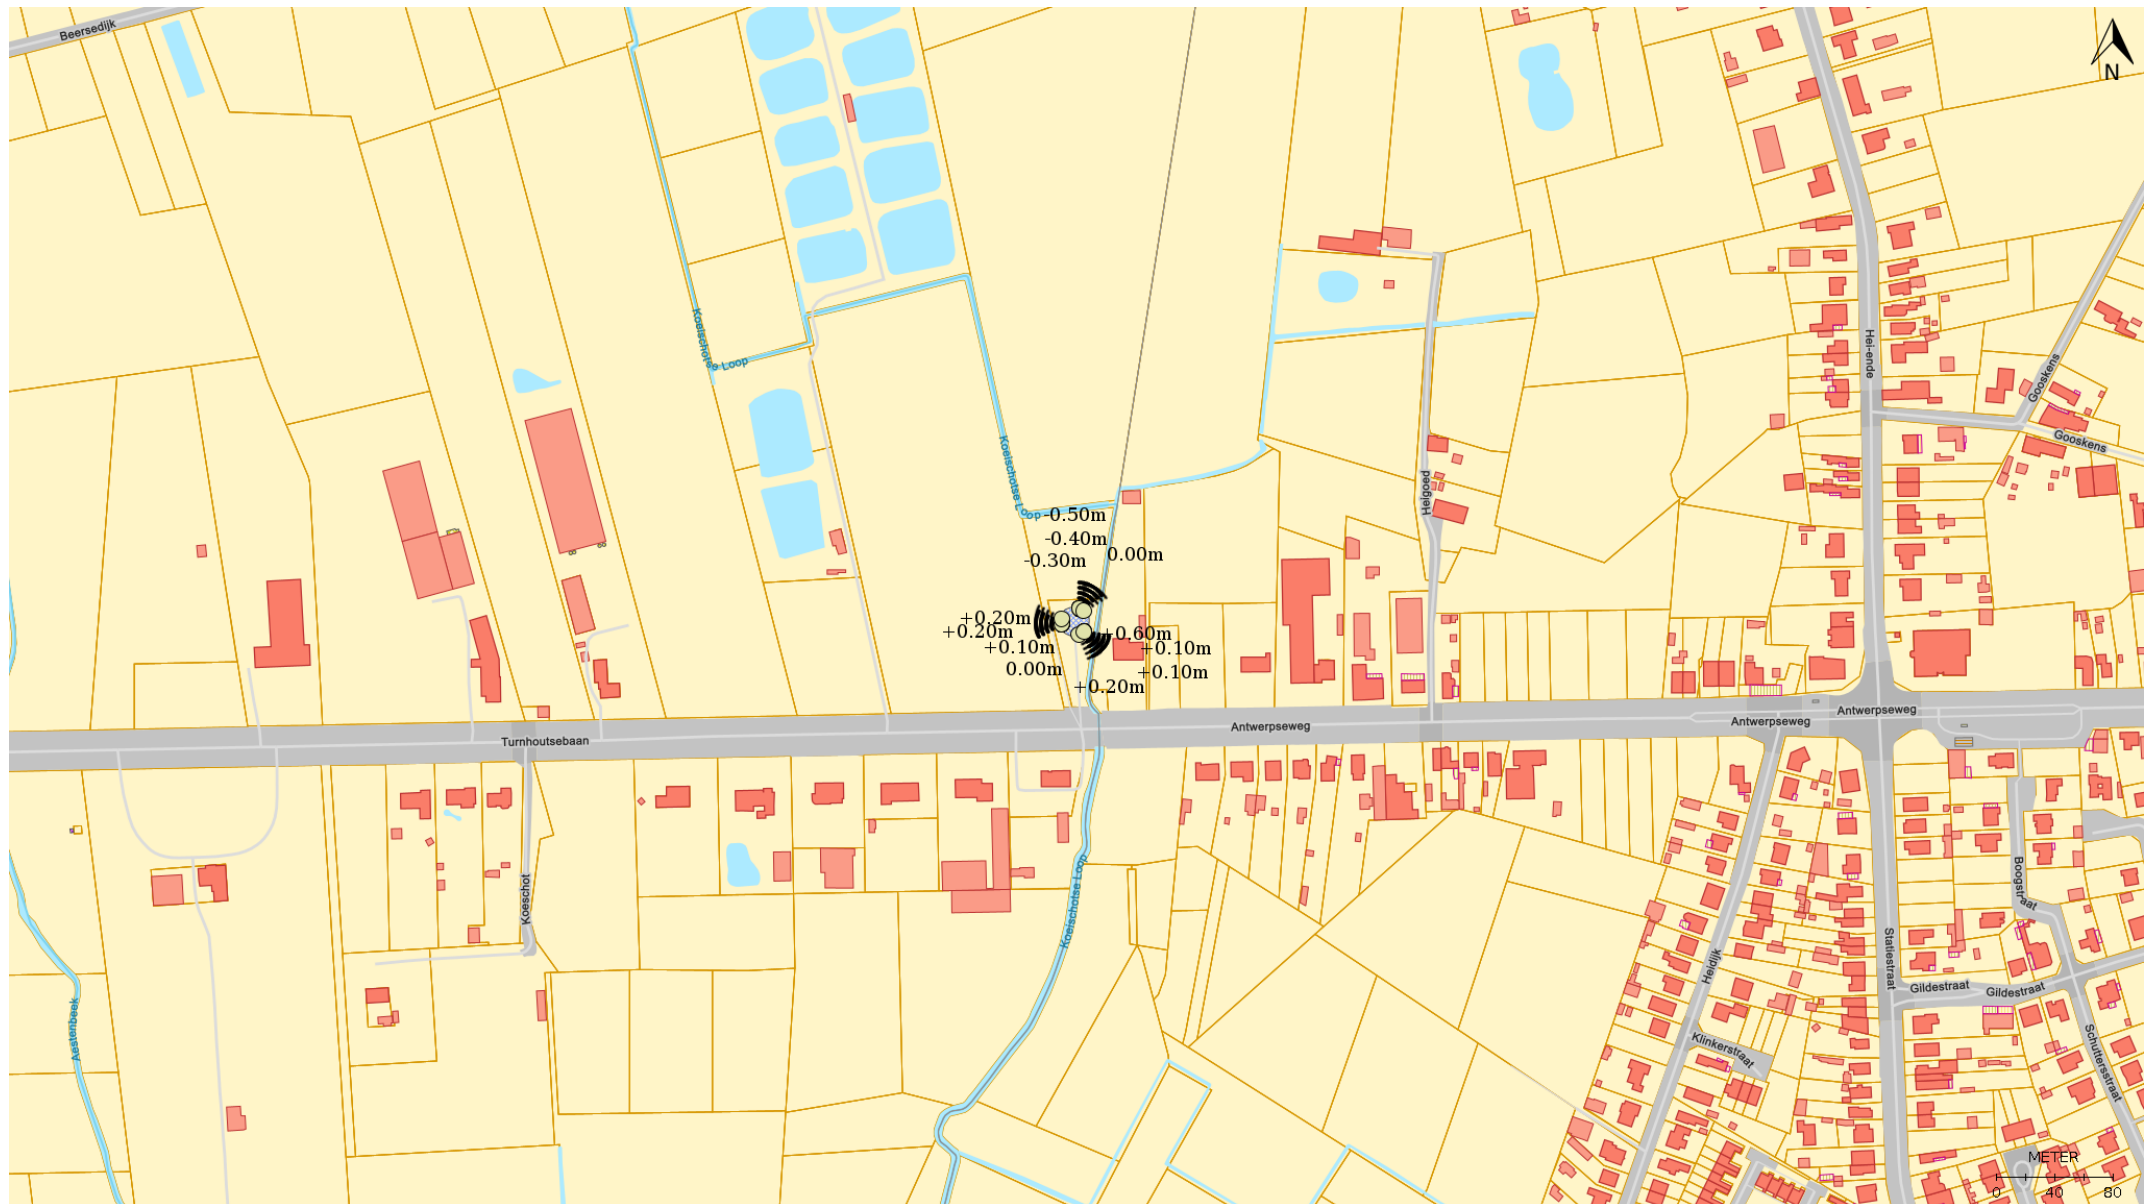 Beersedijk
N
Koeischotse Loop
Hei-ende
Gooskens
Gooskens
Koeischotse Loop
Heigoed
-0.50m
-0.40m
0.00m
-0.30m
+0.20m
+0.20m
+0.60m
+0.10m
+0.10m
0.00m
+0.10m
+0.20m
Antwerpseweg
Antwerpseweg
Antwerpseweg
Turnhoutsebaan
Koeschot
Koeischotse Loop
Boogstraat
Heidijk
Statiestraat
Gildestraat
Gildestraat
Aestenbeek
Klinkerstraat
Schuttersstraat
METER
0 40 80